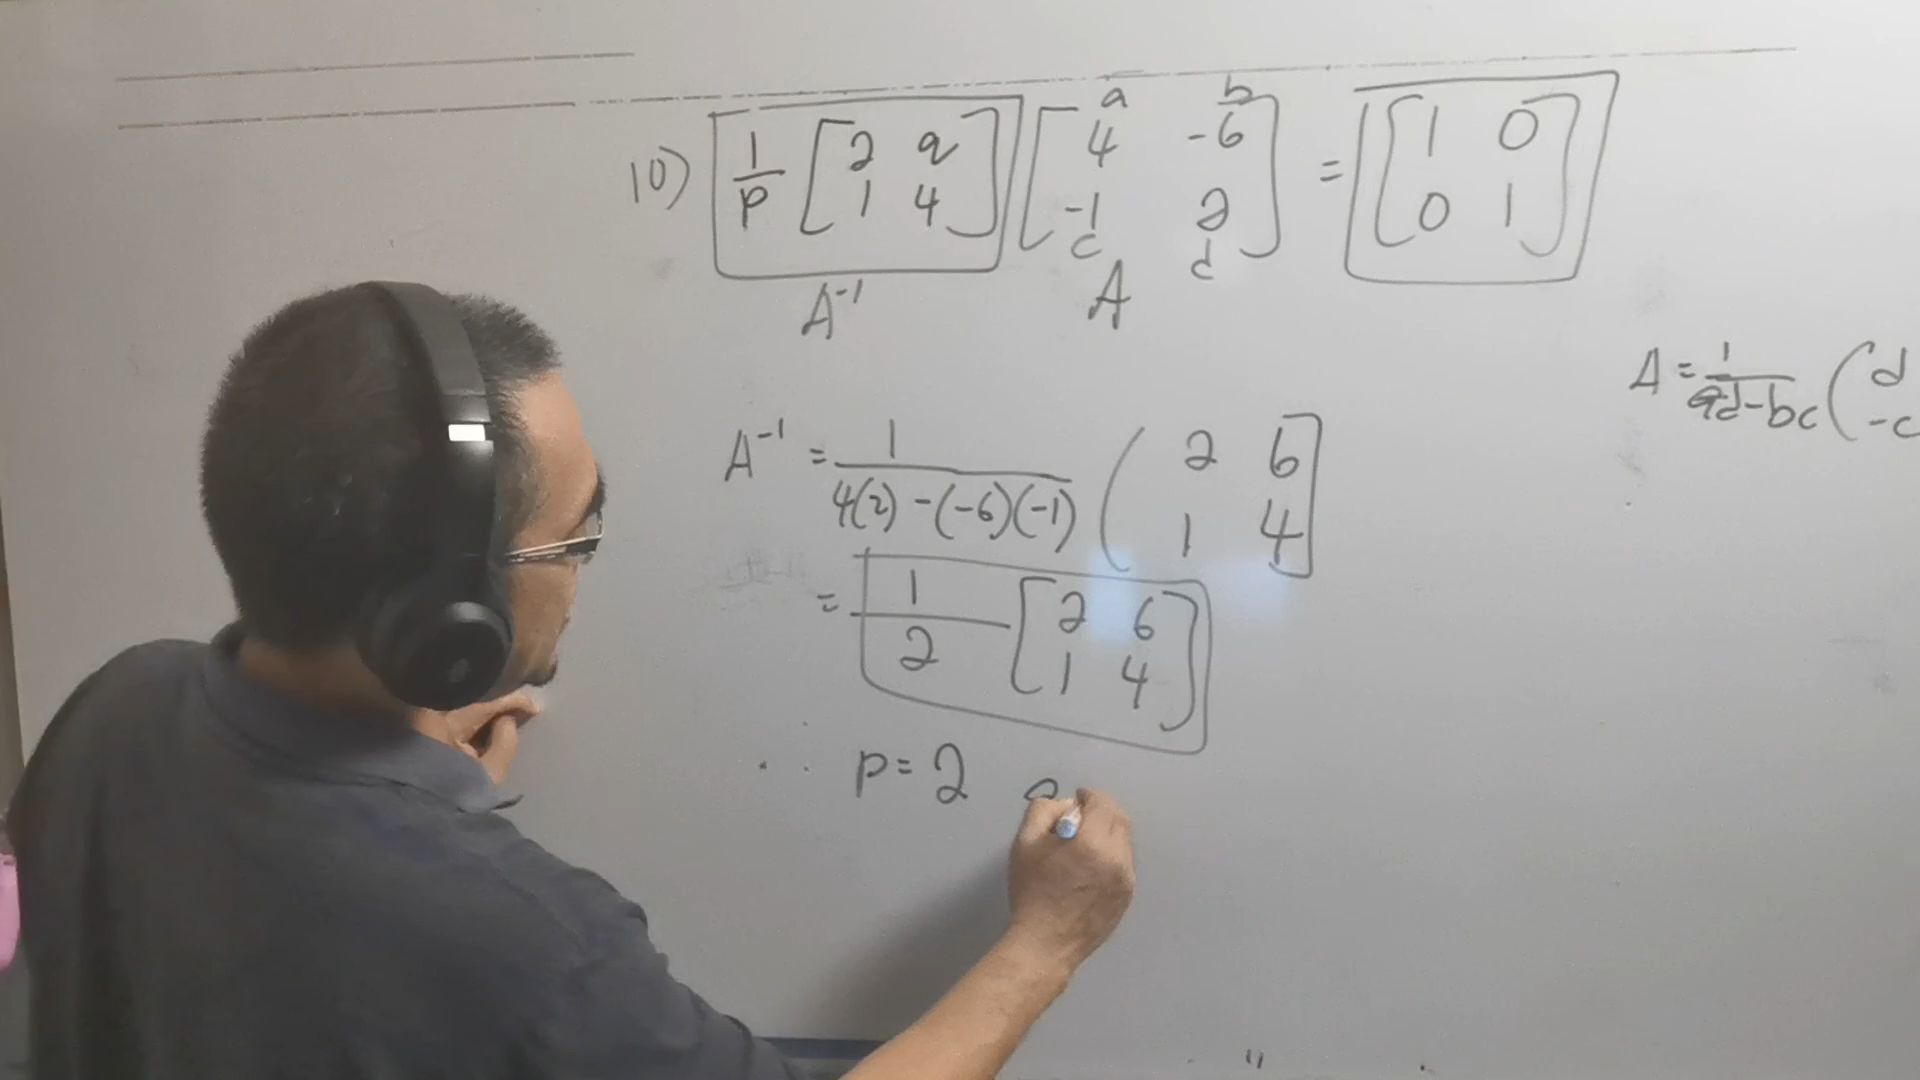 10) 1/p [2 q / 1 4] [4 -6 / -1 2] = [1 0 / 0 1]
a b
c d
A⁻¹ A
A = 1/(ad-bc) ( d
-c
A⁻¹ = 1/(4(2) - (-6)(-1)) ( 2 6 / 1 4 ]
= 1/2 [2 6 / 1 4]
∴ p = 2